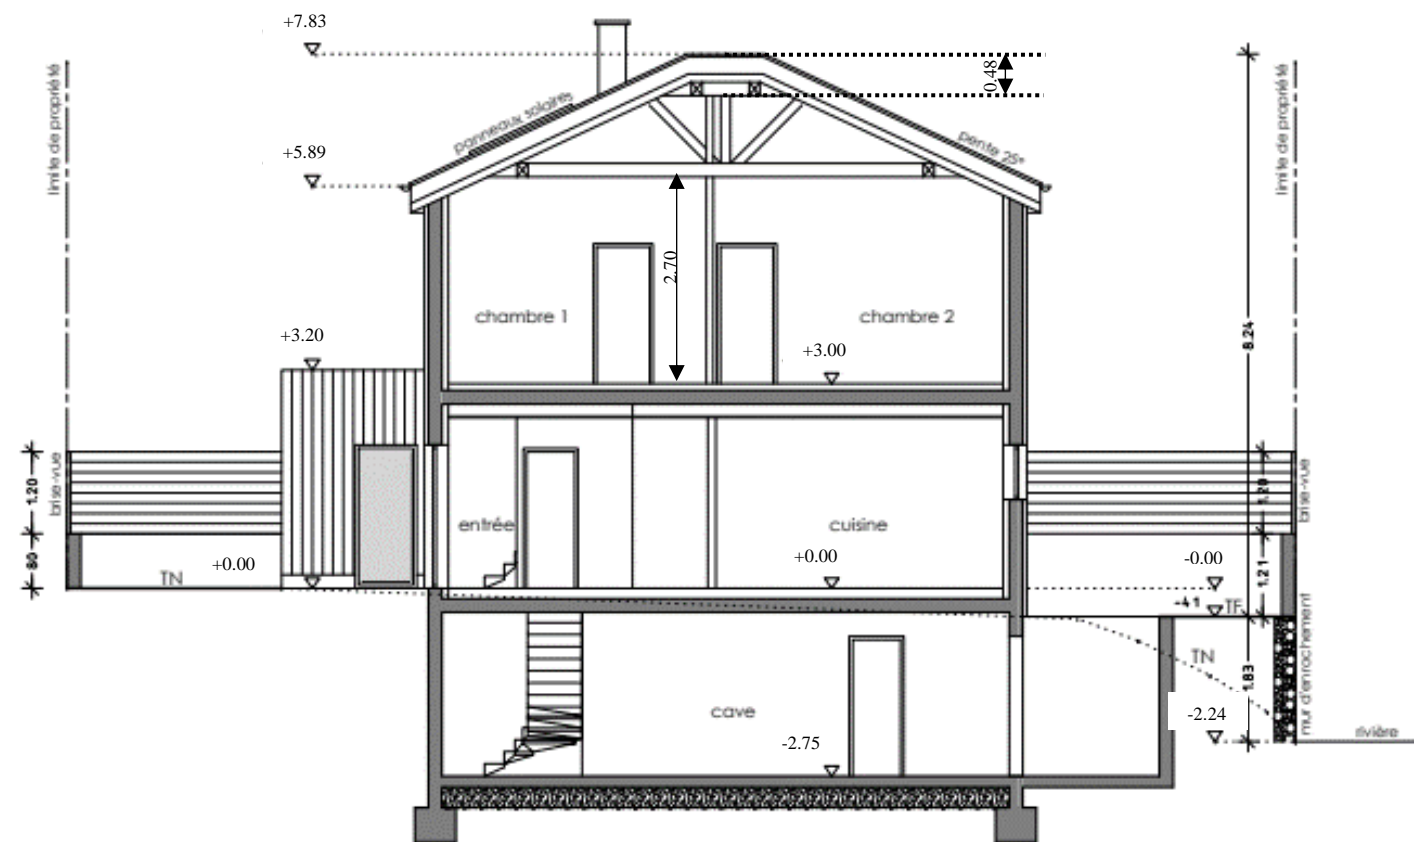 +7.83
0.48
limite de propriété
panneaux solaires
pente 25°
limite de propriété
+5.89
2.70
chambre 1
chambre 2
8.24
+3.20
+3.00
1.20
brise-vue
entrée
cuisine
1.20
brise-vue
80
TN
+0.00
+0.00
-0.00
1.21
-41
TF
TN
1.83
mur d'enrochement
cave
-2.24
rivière
-2.75